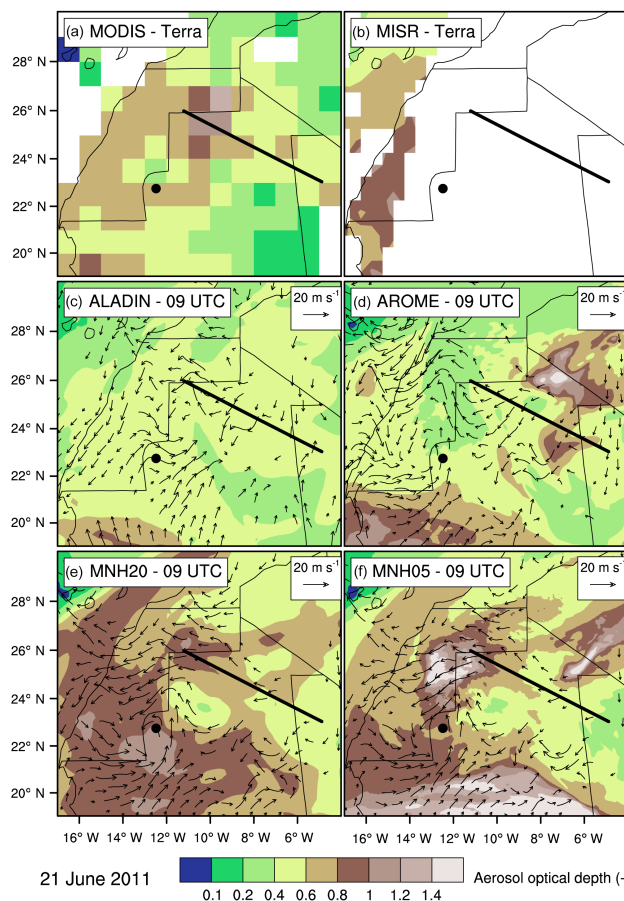 (a) MODIS - Terra
(b) MISR - Terra
28° N
26° N
24° N
22° N
20° N
(c) ALADIN - 09 UTC
20 m s⁻¹
(d) AROME - 09 UTC
20 m s⁻¹
28° N
26° N
24° N
22° N
20° N
(e) MNH20 - 09 UTC
20 m s⁻¹
(f) MNH05 - 09 UTC
20 m s⁻¹
28° N
26° N
24° N
22° N
20° N
16° W 14° W 12° W 10° W 8° W 6° W
16° W 14° W 12° W 10° W 8° W 6° W
21 June 2011
0.1 0.2 0.4 0.6 0.8 1 1.2 1.4
Aerosol optical depth (-